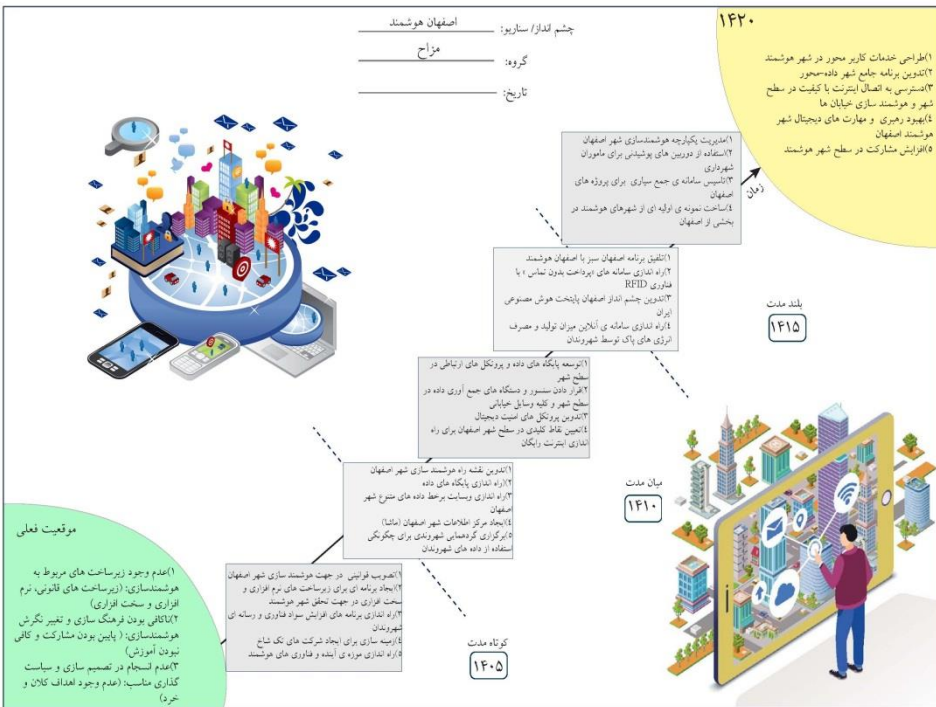 چشم انداز/ سناریو: اصفهان هوشمند
گروه: مزاح
تاریخ:
۱۴۲۰
۱)طراحی خدمات کاربر محور در شهر هوشمند
۲)تدوین برنامه جامع شهر داده-محور
۳)دسترسی به اتصال اینترنت با کیفیت در سطح
شهر و هوشمند سازی خیابان ها
٤)بهبود رهبری و مهارت های دیجیتال شهر
هوشمند اصفهان
٥)افزایش مشارکت در سطح شهر هوشمند
زمان
۱)مدیریت یکپارچه هوشمندسازی شهر اصفهان
۲)استفاده از دوربین های پوشیدنی برای ماموران
شهرداری
۳)تاسیس سامانه ی جمع سپاری برای پروژه های
اصفهان
٤)ساخت نمونه ی اولیه ای از شهرهای هوشمند در
بخشی از اصفهان
۱)تلفیق برنامه اصفهان سبز با اصفهان هوشمند
۲)راه اندازی سامانه های «پرداخت بدون تماس » با
فناوری RFID
۳)تدوین چشم انداز اصفهان پایتخت هوش مصنوعی
ایران
٤)راه اندازی سامانه ی آنلاین میزان تولید و مصرف
انرژی های پاک توسط شهروندان
بلند مدت
۱۴۱۵
۱)توسعه پایگاه های داده و پروتکل های ارتباطی در
سطح شهر
۲)قرار دادن سنسور و دستگاه های جمع آوری داده در
سطح شهر و کلیه وسایل خیابانی
۳)تدوین پروتکل های امنیت دیجیتال
٤)تعیین نقاط کلیدی در سطح شهر اصفهان برای راه
اندازی اینترنت رایگان
۱)تدوین نقشه راه هوشمند سازی شهر اصفهان
۲)راه اندازی پایگاه های داده
۳)راه اندازی وبسایت برخط داده های متنوع شهر
اصفهان
٤)ایجاد مرکز اطلاعات شهر اصفهان (ماشا)
٥)برگزاری گردهمایی شهروندی برای چگونگی
استفاده از داده های شهروندان
میان مدت
۱۴۱۰
۱)تصویب قوانینی در جهت هوشمند سازی شهر اصفهان
۲)ایجاد برنامه ای برای زیرساخت های نرم افزاری و
سخت افزاری در جهت تحقق شهر هوشمند
۳)راه اندازی برنامه های افزایش سواد فناوری و رسانه ای
شهروندان
٤)زمینه سازی برای ایجاد شرکت های تک شاخ
٥)راه اندازی موزه ی آینده و فناوری های هوشمند
کوتاه مدت
۱۴۰۵
موقعیت فعلی
۱)عدم وجود زیرساخت های مربوط به
هوشمندسازی: (زیرساخت های قانونی، نرم
افزاری و سخت افزاری)
۲)ناکافی بودن فرهنگ سازی و تغییر نگرش
هوشمندسازی: ( پایین بودن مشارکت و کافی
نبودن آموزش)
۳)عدم انسجام در تصمیم سازی و سیاست
گذاری مناسب: (عدم وجود اهداف کلان و
خرد)